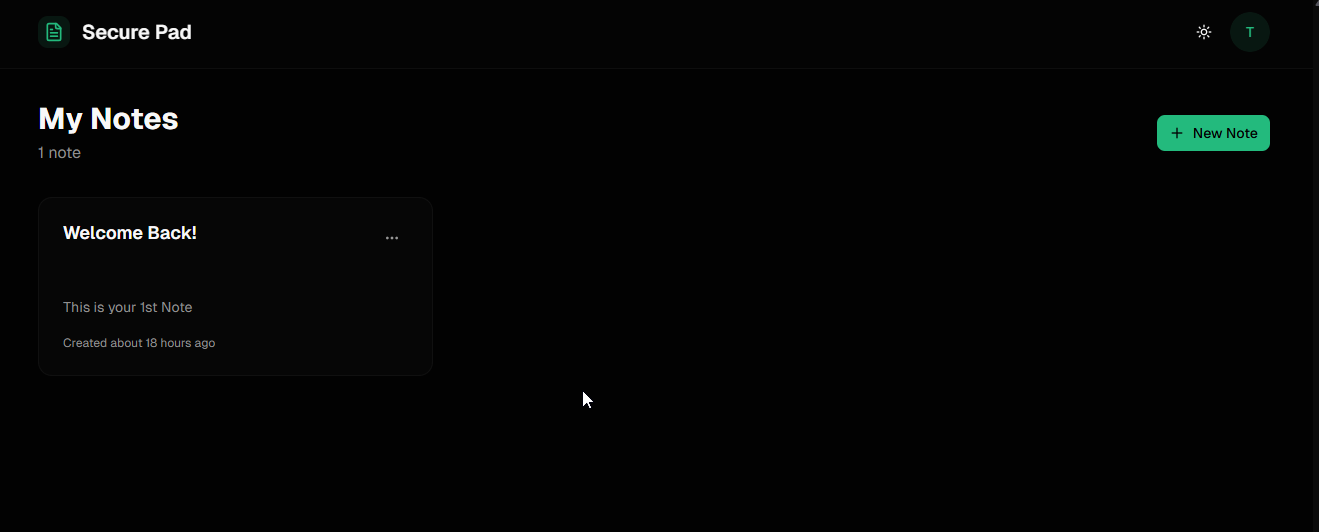 Secure Pad
T
My Notes
1 note
+ New Note
Welcome Back!
...
This is your 1st Note
Created about 18 hours ago